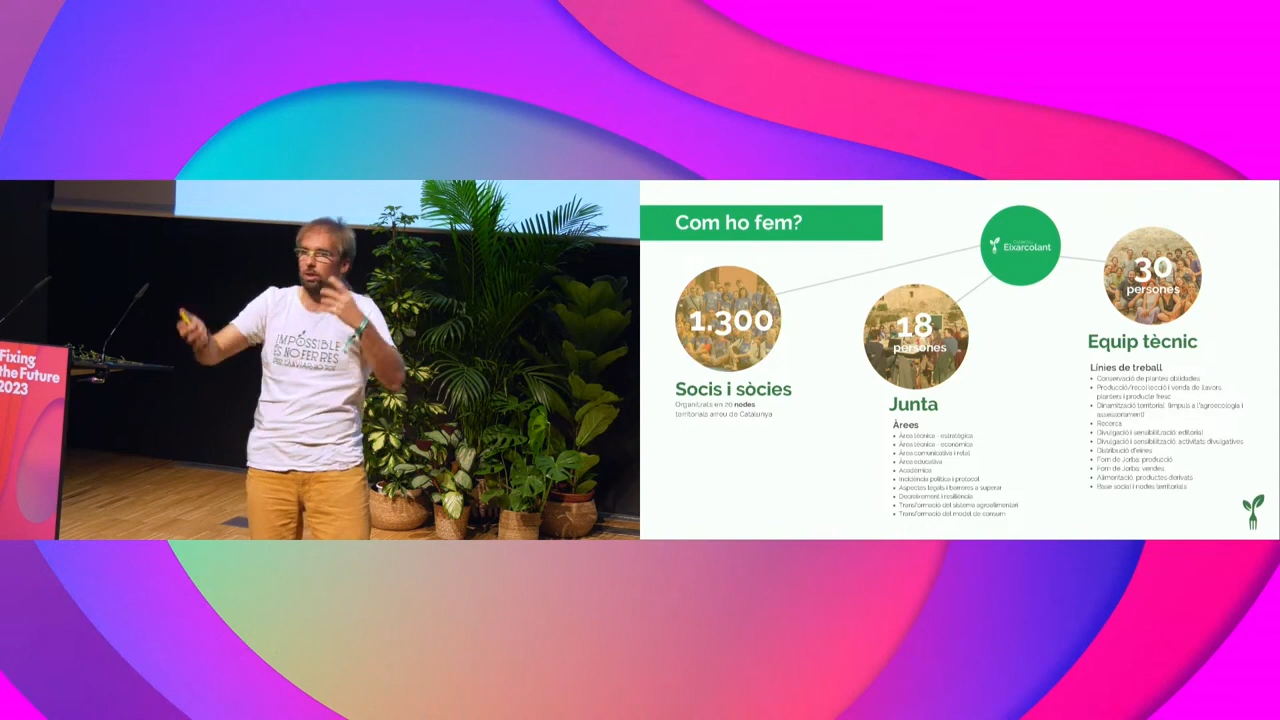 Fixing
the Future
2023
IMPOSSIBLE
ÉS NO FER RES
Com ho fem?
Eixarcolant
1.300
Socis i sòcies
Organitzats en 20 nodes
territorials arreu de Catalunya
18
persones
Junta
Àrees
• Àrea tècnica - estratègica
• Àrea tècnica - econòmica
• Àrea comunicativa i relat
• Àrea educativa
• Acadèmica
• Incidència política i protocol
• Aspectes legals i barreres a superar
• Decreixement i resiliència
• Transformació del sistema agroalimentari
• Transformació del model de consum
30
persones
Equip tècnic
Línies de treball
• Conservació de plantes oblidades
• Producció/recol·lecció i venda de llavors,
planters i producte fresc
• Dinamització territorial (impuls a l'agroecologia i
assessorament)
• Recerca
• Divulgació i sensibilització: editorial
• Divulgació i sensibilització: activitats divulgatives
• Distribució d'eines
• Forn de Jorba: producció
• Forn de Jorba: vendes
• Alimentació: productes derivats
• Base social i nodes territorials